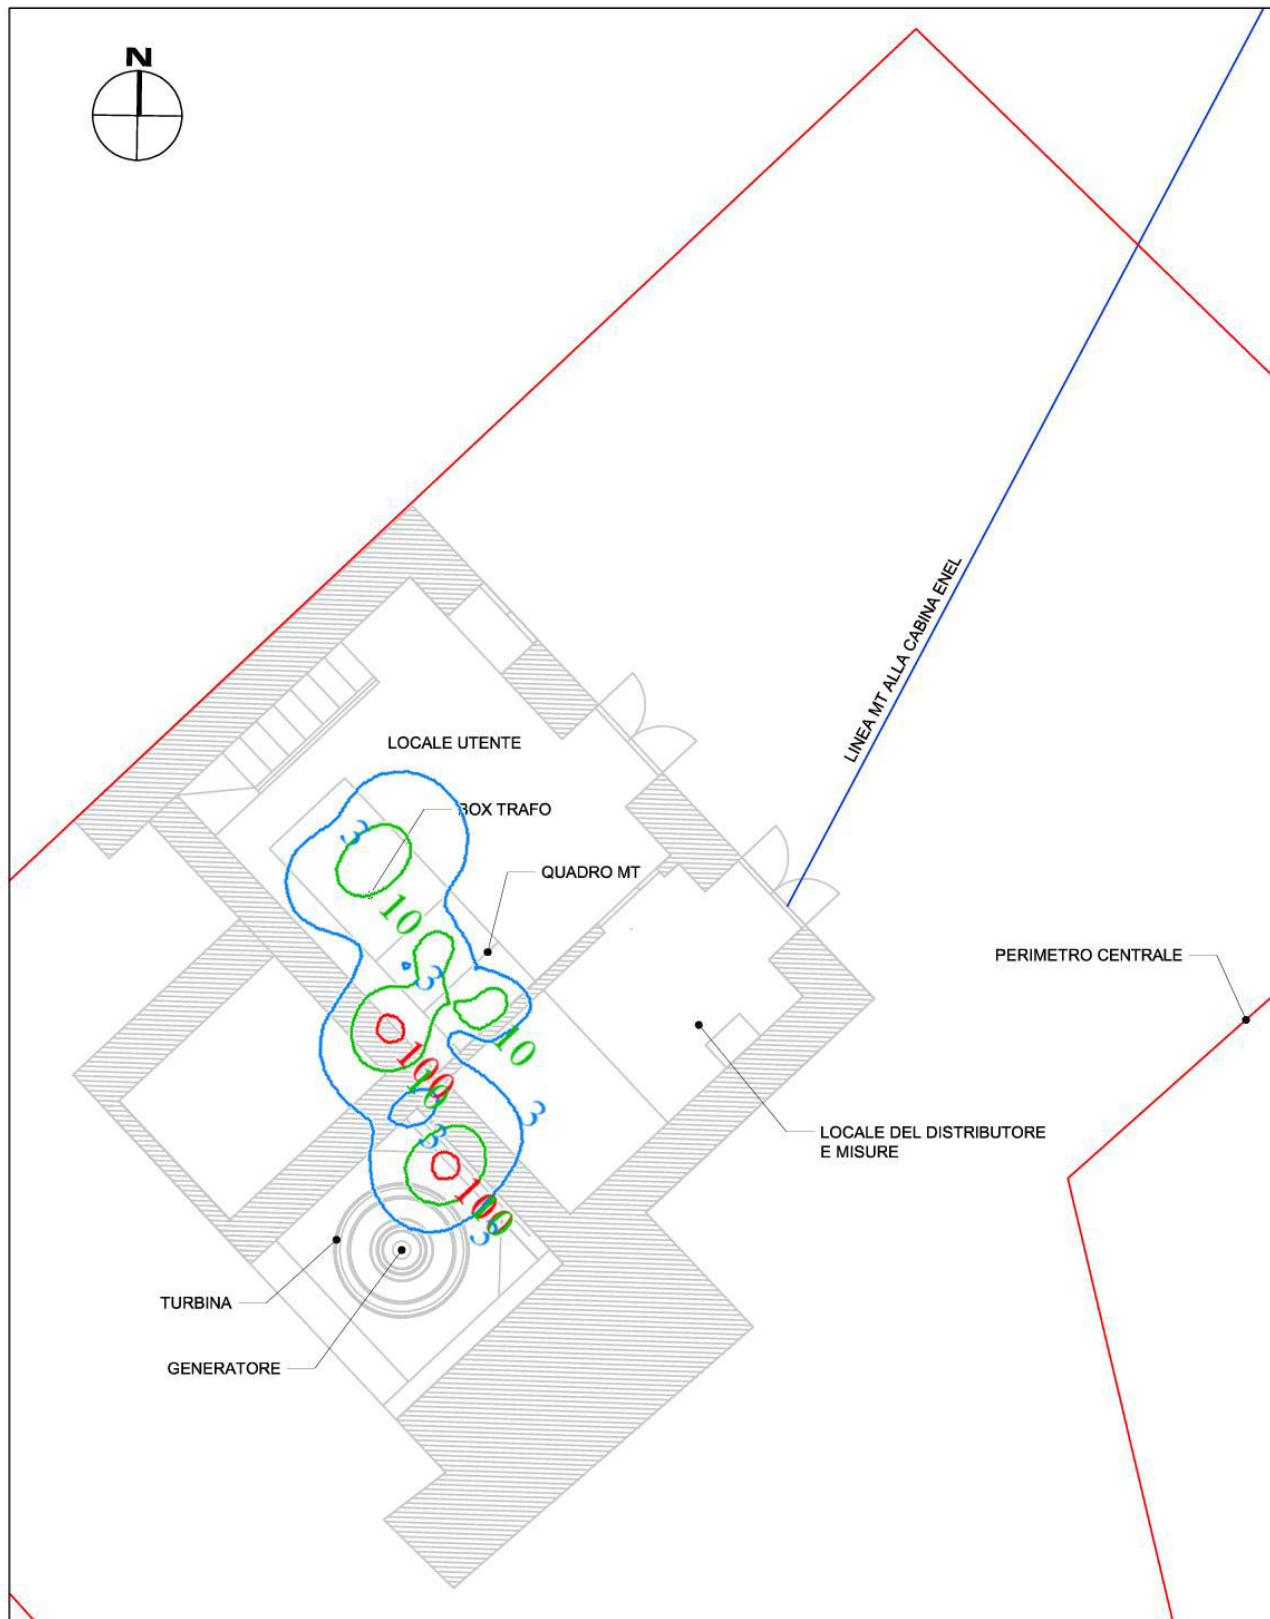 N
LINEA MT ALLA CABINA ENEL
LOCALE UTENTE
3
BOX TRAFO
QUADRO MT
10
PERIMETRO CENTRALE
3
10
100
10
3
3
LOCALE DEL DISTRIBUTORE
E MISURE
100
10
3
TURBINA
GENERATORE